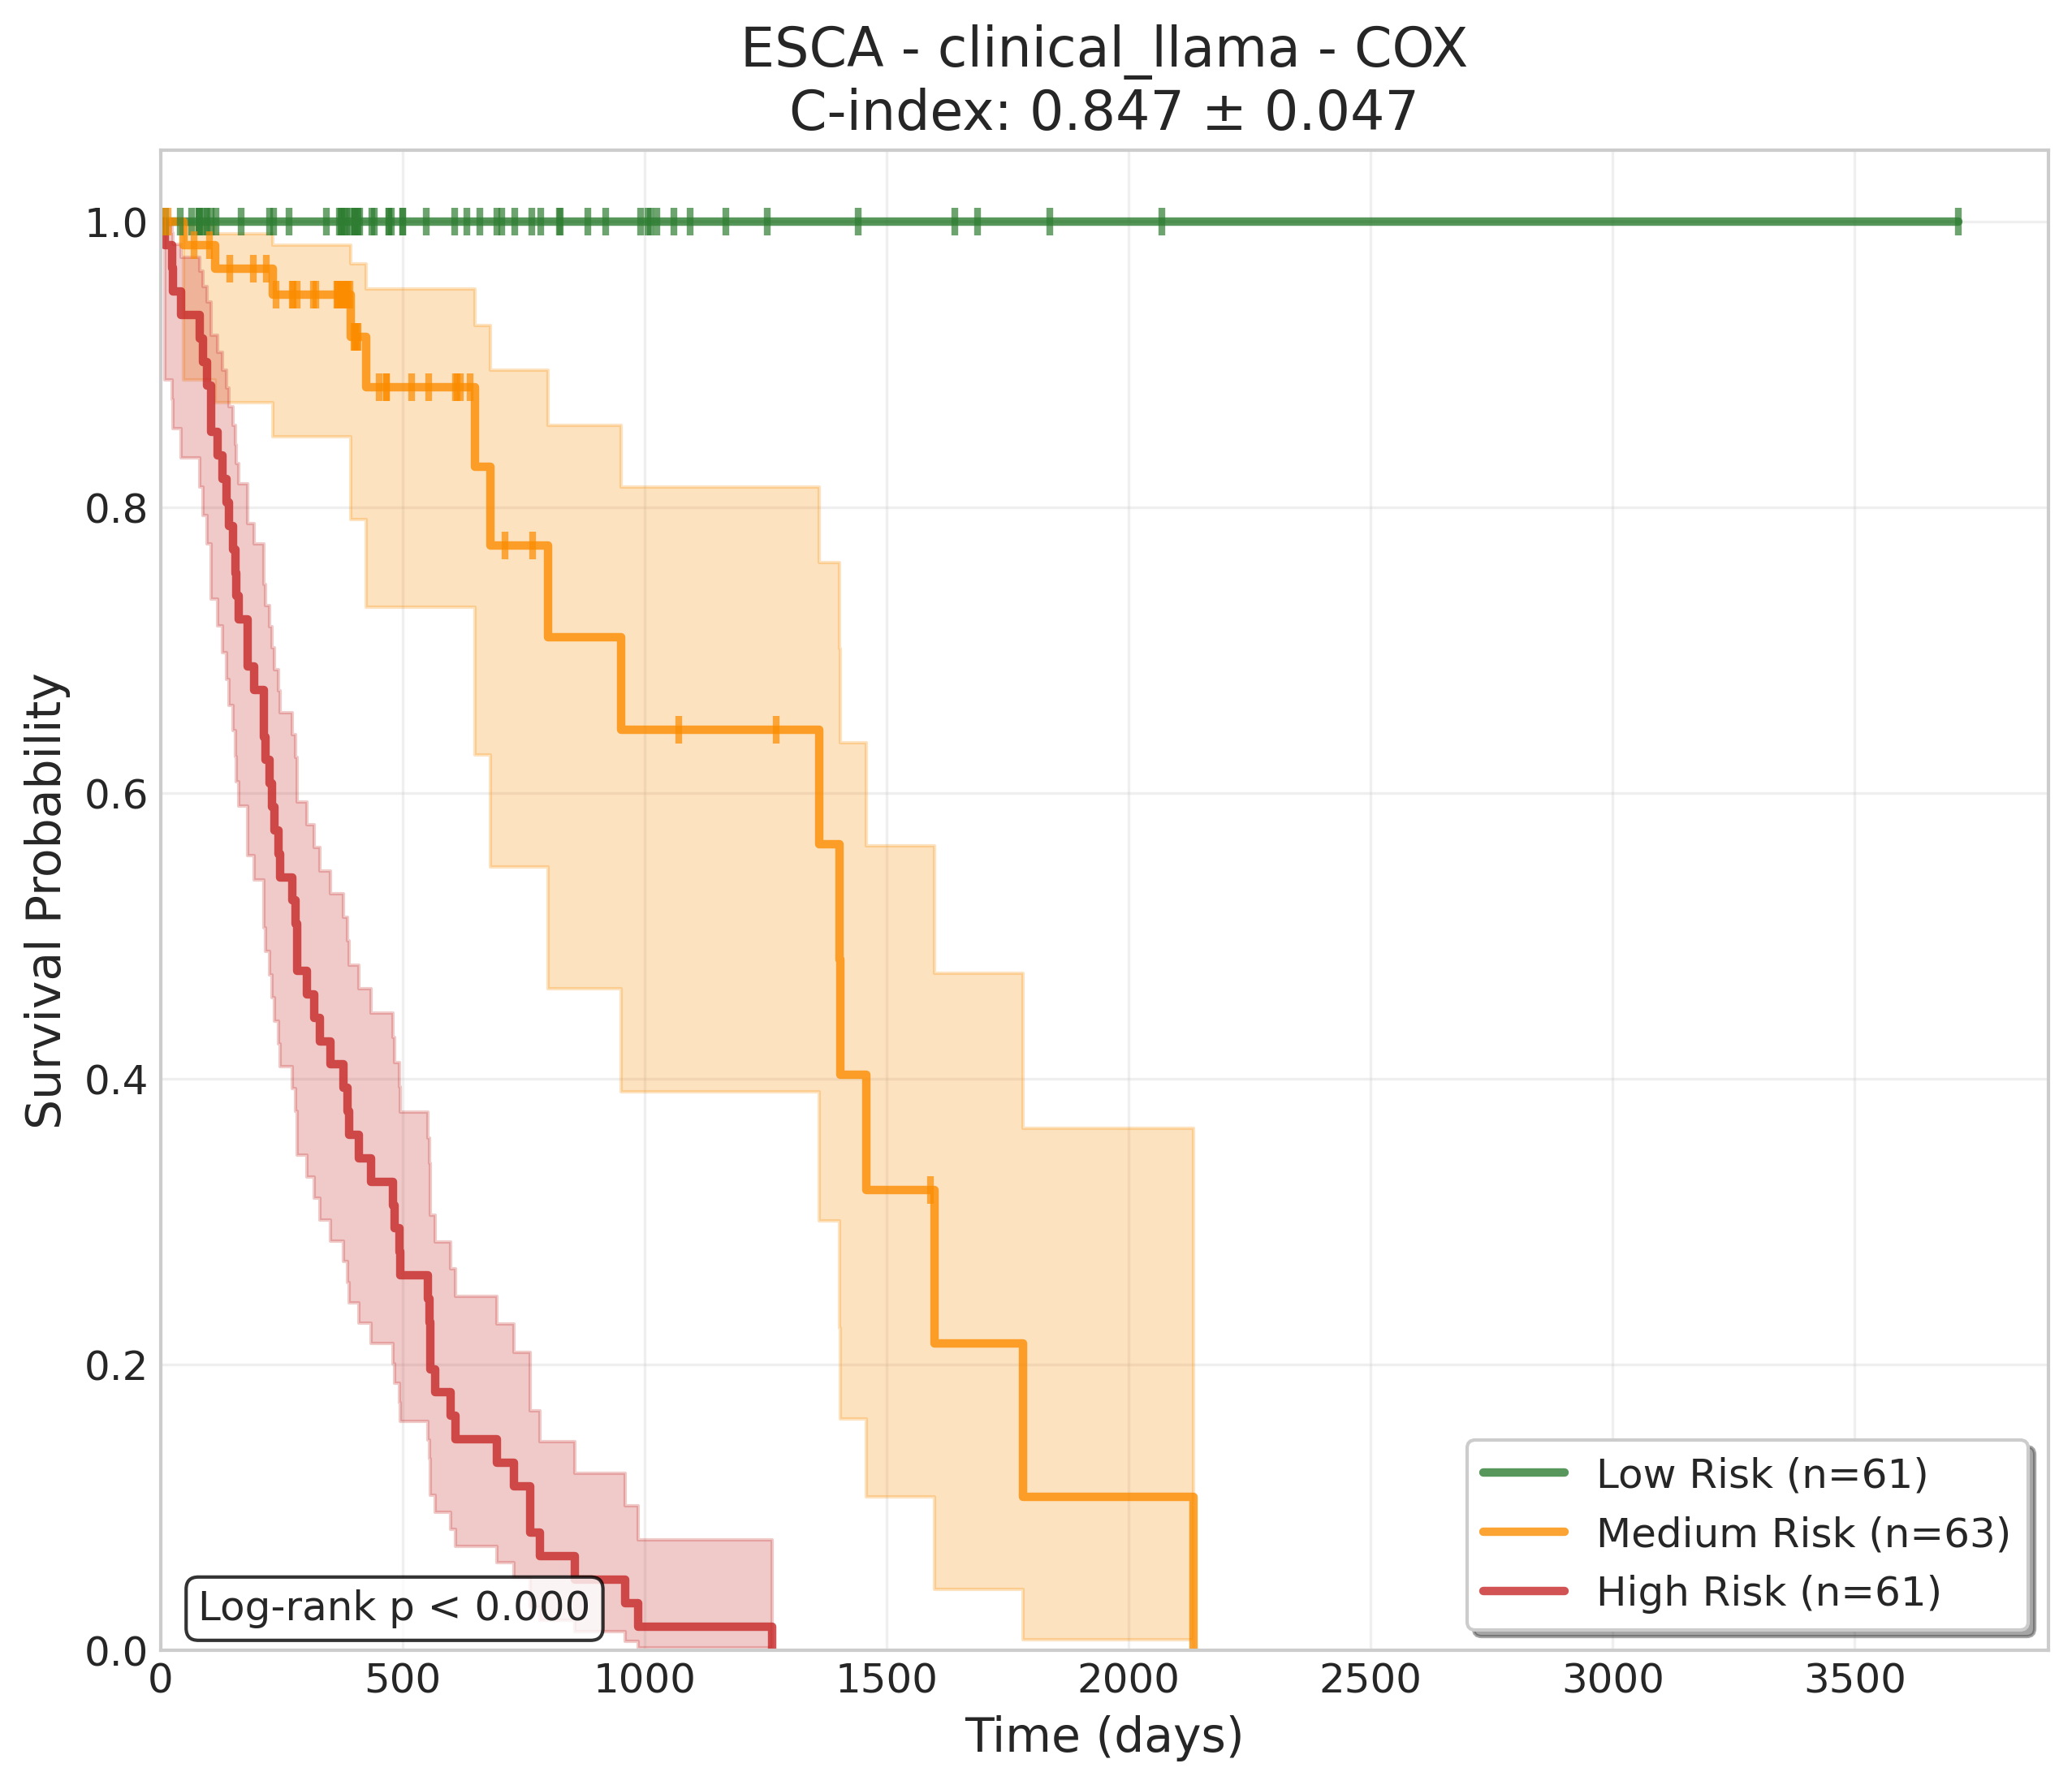 ESCA - clinical_llama - COX
C-index: 0.847 ± 0.047
Survival Probability
1.0
0.8
0.6
0.4
0.2
0.0
Log-rank p < 0.000
Low Risk (n=61)
Medium Risk (n=63)
High Risk (n=61)
0 500 1000 1500 2000 2500 3000 3500
Time (days)